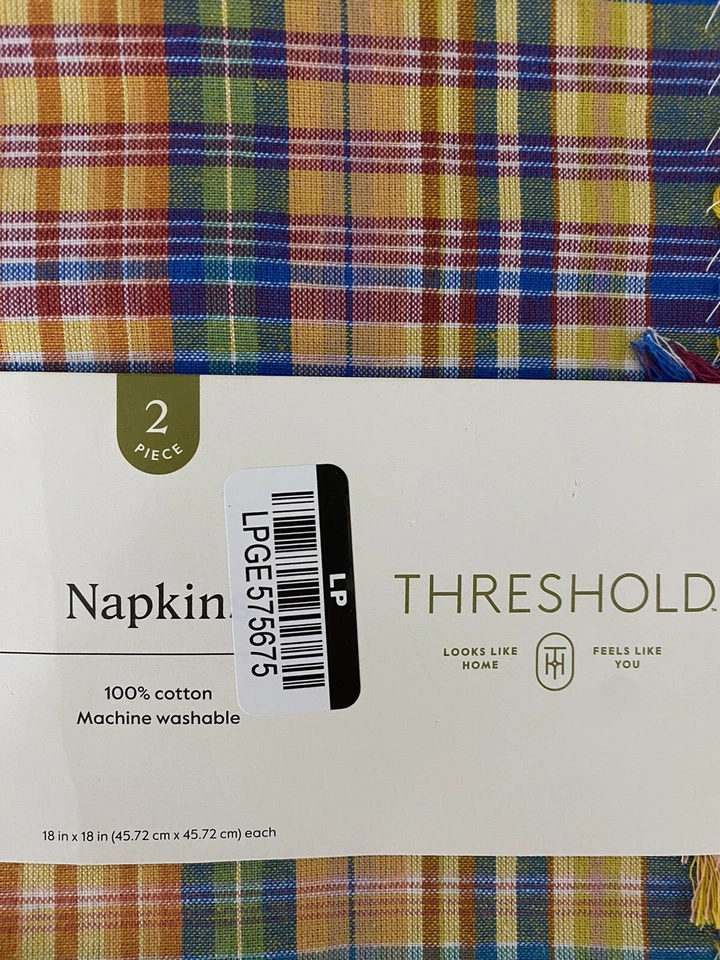 2
PIECE
Napkin
100% cotton
Machine washable
18 in x 18 in (45.72 cm x 45.72 cm) each
LP
LPGE575675
THRESHOLD™
LOOKS LIKE
HOME
FEELS LIKE
YOU